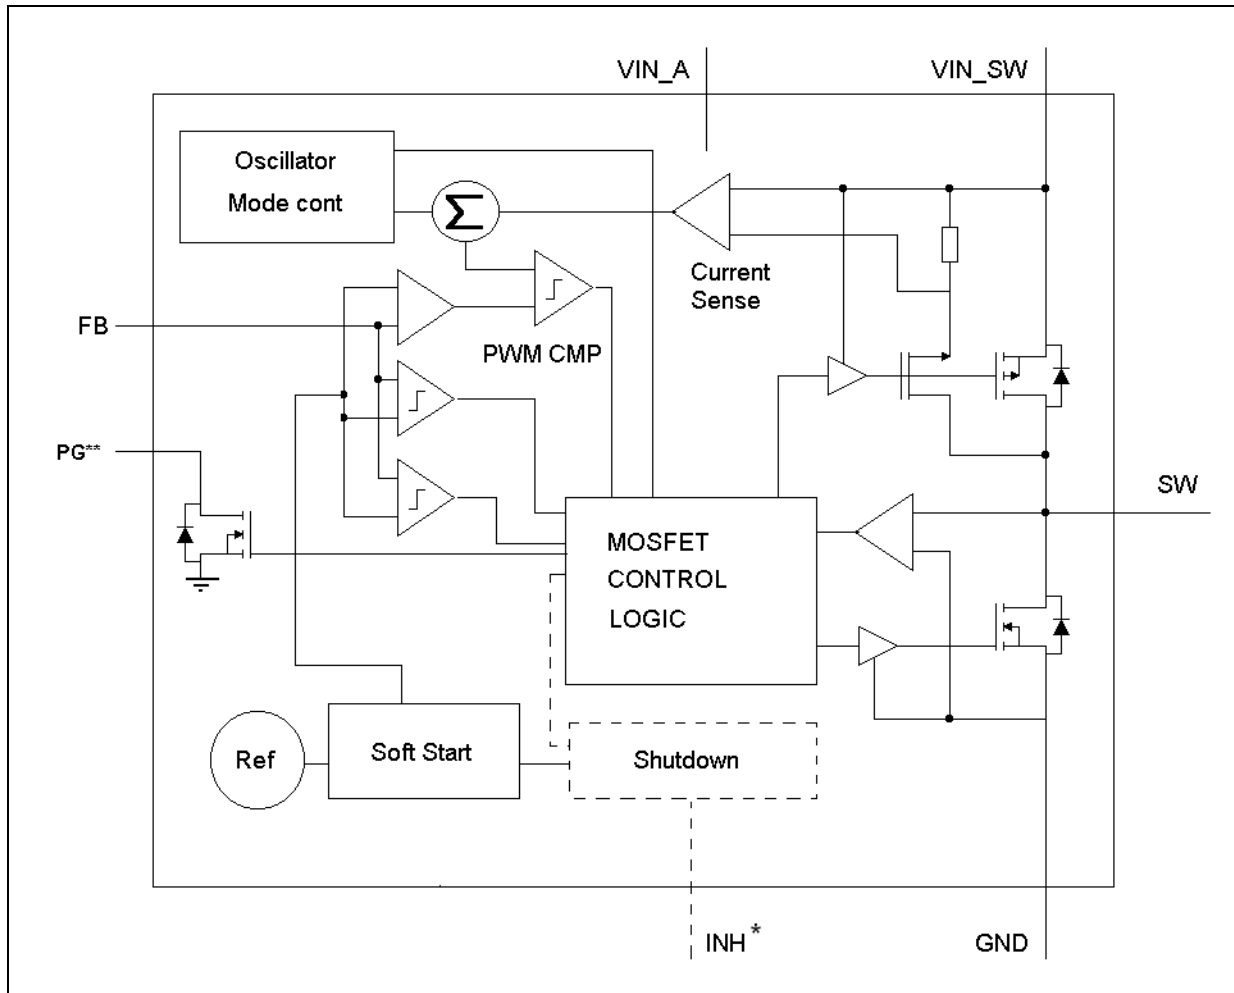 VIN_A
VIN_SW
Oscillator
Mode cont
Σ
Current
Sense
FB
PWM CMP
PG**
SW
MOSFET
CONTROL
LOGIC
Ref
Soft Start
Shutdown
INH*
GND